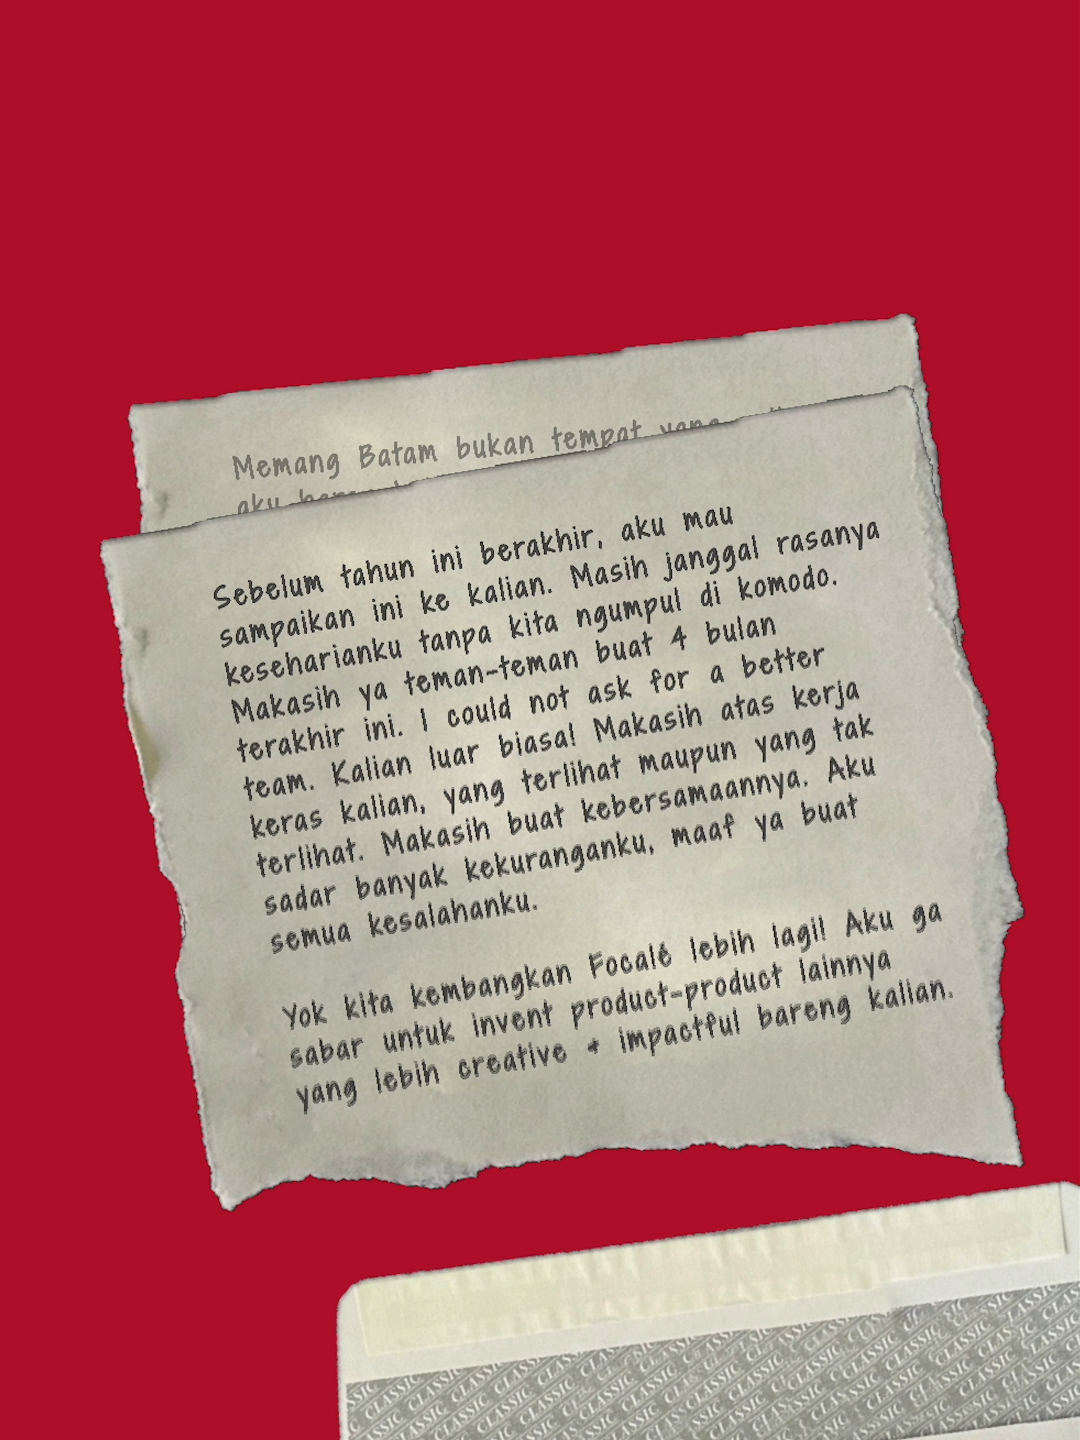 Memang Batam bukan tempat yang
aku
Sebelum tahun ini berakhir, aku mau
sampaikan ini ke kalian. Masih janggal rasanya
keseharianku tanpa kita ngumpul di komodo.
Makasih ya teman-teman buat 4 bulan
terakhir ini. I could not ask for a better
team. Kalian luar biasa! Makasih atas kerja
keras kalian, yang terlihat maupun yang tak
terlihat. Makasih buat kebersamaannya. Aku
sadar banyak kekuranganku, maaf ya buat
semua kesalahanku.
Yok kita kembangkan Focalé lebih lagi! Aku ga
sabar untuk invent product-product lainnya
yang lebih creative + impactful bareng kalian.
CLASSIC CLASSIC CLASSIC CLASSIC